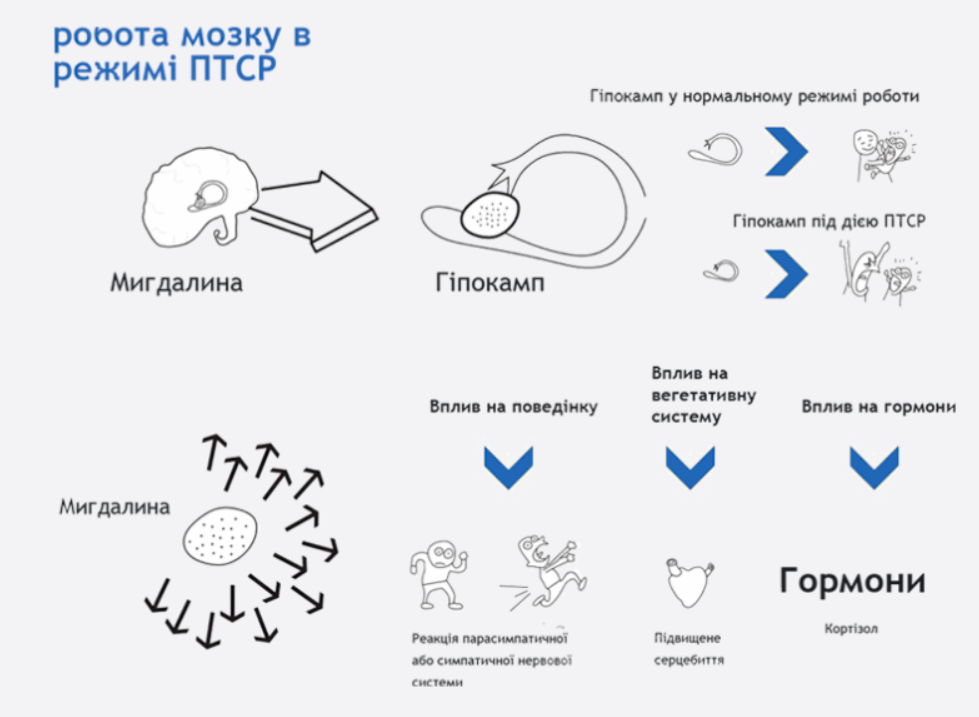 робота мозку в
режимі ПТСР
Гіпокамп у нормальному режимі роботи
Гіпокамп під дією ПТСР
Мигдалина
Гіпокамп
Вплив на поведінку
Вплив на
вегетативну
систему
Вплив на гормони
Мигдалина
Гормони
Реакція парасимпатичної
або симпатичної нервової
системи
Підвищене
серцебиття
Кортізол